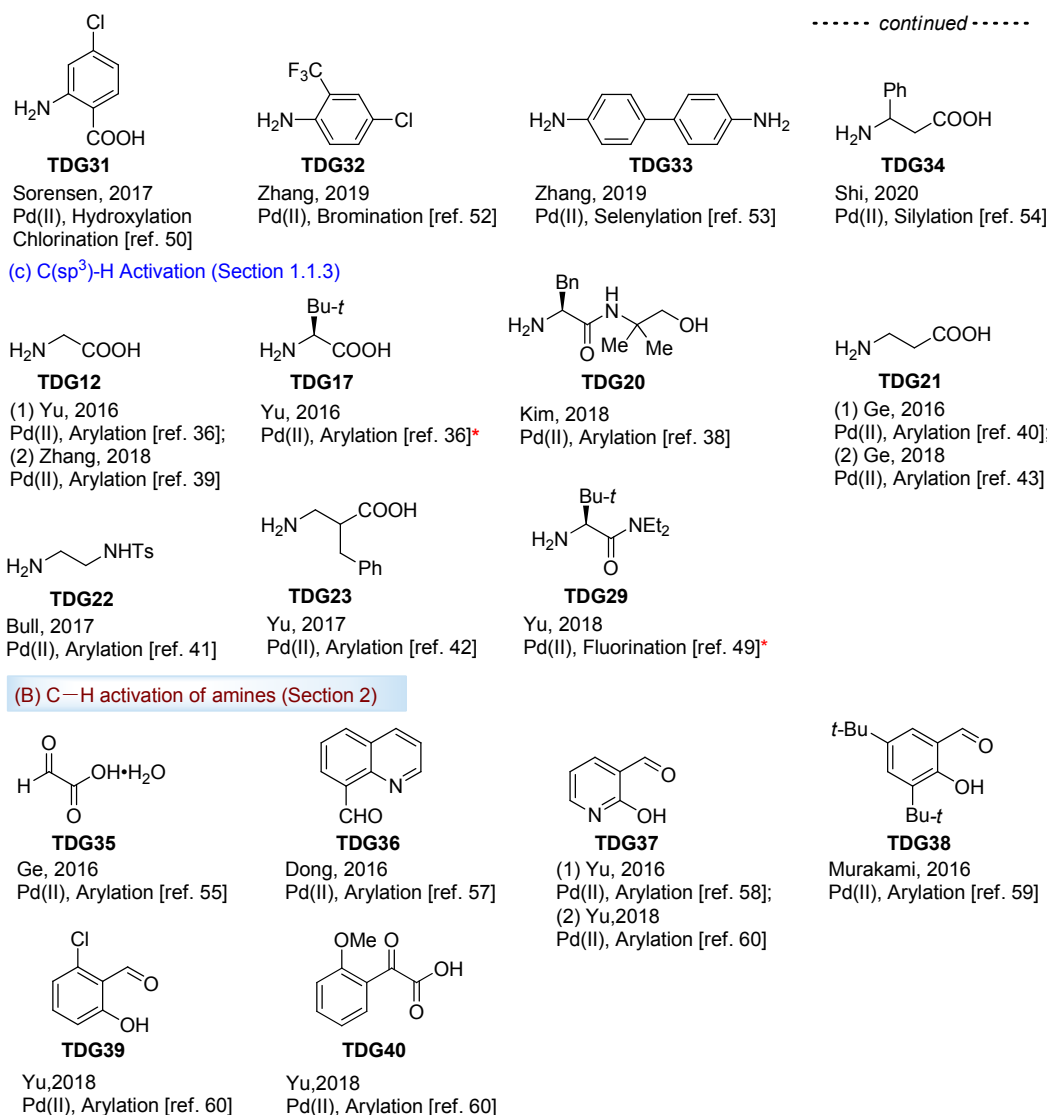 ······ continued ······
Cl
H2N
COOH
TDG31
Sorensen, 2017
Pd(II), Hydroxylation
Chlorination [ref. 50]
F3C
H2N
Cl
TDG32
Zhang, 2019
Pd(II), Bromination [ref. 52]
H2N
NH2
TDG33
Zhang, 2019
Pd(II), Selenylation [ref. 53]
Ph
H2N
COOH
TDG34
Shi, 2020
Pd(II), Silylation [ref. 54]
(c) C(sp3)-H Activation (Section 1.1.3)
H2N
COOH
TDG12
(1) Yu, 2016
Pd(II), Arylation [ref. 36];
(2) Zhang, 2018
Pd(II), Arylation [ref. 39]
Bu-t
H2N
COOH
TDG17
Yu, 2016
Pd(II), Arylation [ref. 36]*
Bn
H
N
OH
H2N
O
Me
Me
TDG20
Kim, 2018
Pd(II), Arylation [ref. 38]
COOH
H2N
TDG21
(1) Ge, 2016
Pd(II), Arylation [ref. 40];
(2) Ge, 2018
Pd(II), Arylation [ref. 43]
NHTs
H2N
TDG22
Bull, 2017
Pd(II), Arylation [ref. 41]
COOH
H2N
Ph
TDG23
Yu, 2017
Pd(II), Arylation [ref. 42]
Bu-t
NEt2
H2N
O
TDG29
Yu, 2018
Pd(II), Fluorination [ref. 49]*
(B) C−H activation of amines (Section 2)
O
OH•H2O
H
O
TDG35
Ge, 2016
Pd(II), Arylation [ref. 55]
N
CHO
TDG36
Dong, 2016
Pd(II), Arylation [ref. 57]
O
N
OH
TDG37
(1) Yu, 2016
Pd(II), Arylation [ref. 58];
(2) Yu,2018
Pd(II), Arylation [ref. 60]
t-Bu
O
OH
Bu-t
TDG38
Murakami, 2016
Pd(II), Arylation [ref. 59]
Cl
O
OH
TDG39
Yu,2018
Pd(II), Arylation [ref. 60]
OMe
O
OH
O
TDG40
Yu,2018
Pd(II), Arylation [ref. 60]